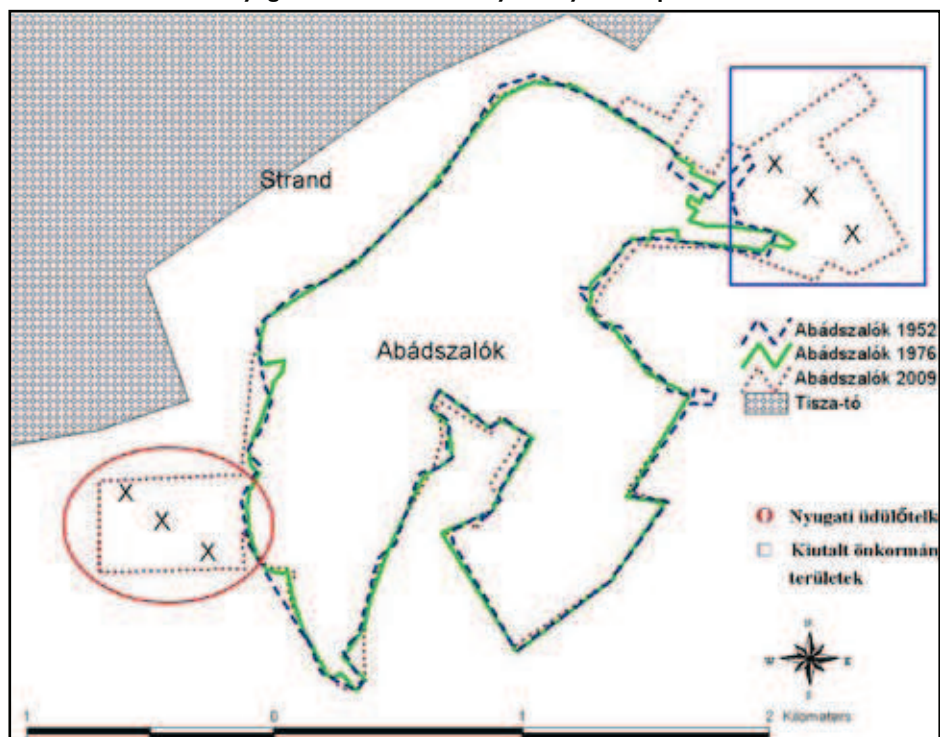 Strand
Abádszalók
X
X
X
X
X
X
Abádszalók 1952
Abádszalók 1976
Abádszalók 2009
Tisza-tó
Nyugati üdülőtelk
Kiutalt önkormán
területek
1 0 1 2 Kilometers